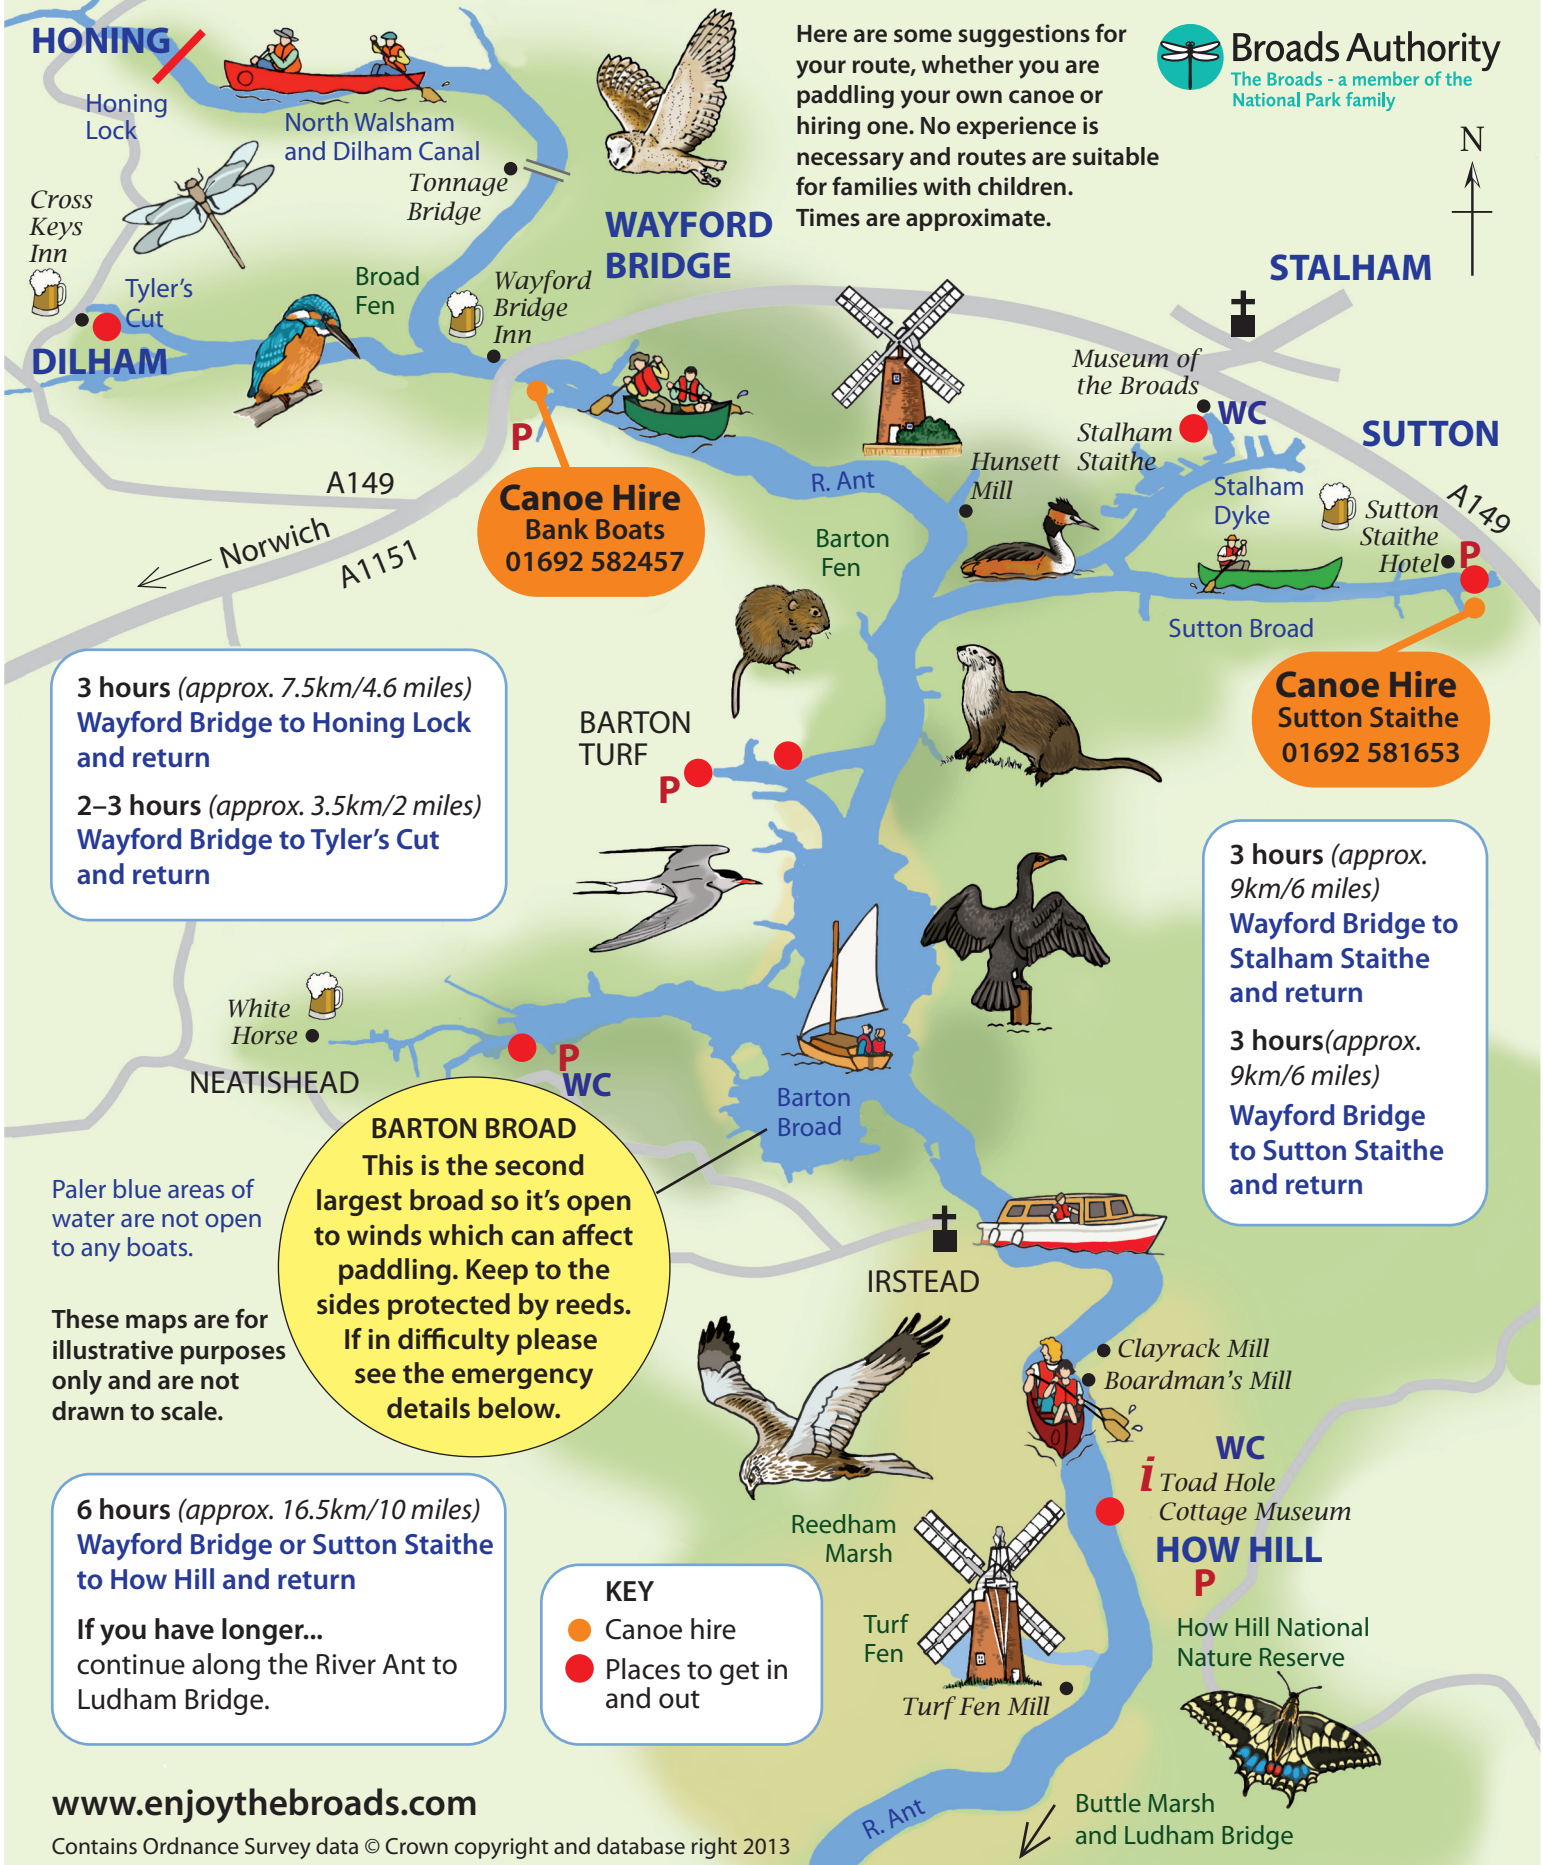 HONING
Honing
Lock
North Walsham
and Dilham Canal
Tonnage
Bridge
Cross
Keys
Inn
Tyler's
Cut
DILHAM
Broad
Fen
Wayford
Bridge
Inn
WAYFORD
BRIDGE
Here are some suggestions for
your route, whether you are
paddling your own canoe or
hiring one. No experience is
necessary and routes are suitable
for families with children.
Times are approximate.
Broads Authority
The Broads - a member of the
National Park family
N
STALHAM
Museum of
the Broads
WC
Stalham
Staithe
SUTTON
Hunsett
Mill
Stalham
Dyke
Sutton
Staithe
Hotel
A149
P
P
A149
Norwich
A1151
Canoe Hire
Bank Boats
01692 582457
R. Ant
Barton
Fen
Sutton Broad
Canoe Hire
Sutton Staithe
01692 581653
3 hours (approx. 7.5km/4.6 miles)
Wayford Bridge to Honing Lock
and return
2–3 hours (approx. 3.5km/2 miles)
Wayford Bridge to Tyler's Cut
and return
BARTON
TURF
P
3 hours (approx.
9km/6 miles)
Wayford Bridge to
Stalham Staithe
and return
3 hours(approx.
9km/6 miles)
Wayford Bridge
to Sutton Staithe
and return
White
Horse
NEATISHEAD
P
WC
Barton
Broad
BARTON BROAD
This is the second
largest broad so it's open
to winds which can affect
paddling. Keep to the
sides protected by reeds.
If in difficulty please
see the emergency
details below.
Paler blue areas of
water are not open
to any boats.
These maps are for
illustrative purposes
only and are not
drawn to scale.
IRSTEAD
Clayrack Mill
Boardman's Mill
WC
i
Toad Hole
Cottage Museum
HOW HILL
P
Reedham
Marsh
Turf
Fen
Turf Fen Mill
How Hill National
Nature Reserve
6 hours (approx. 16.5km/10 miles)
Wayford Bridge or Sutton Staithe
to How Hill and return
If you have longer...
continue along the River Ant to
Ludham Bridge.
KEY
Canoe hire
Places to get in
and out
R. Ant
Buttle Marsh
and Ludham Bridge
www.enjoythebroads.com
Contains Ordnance Survey data © Crown copyright and database right 2013